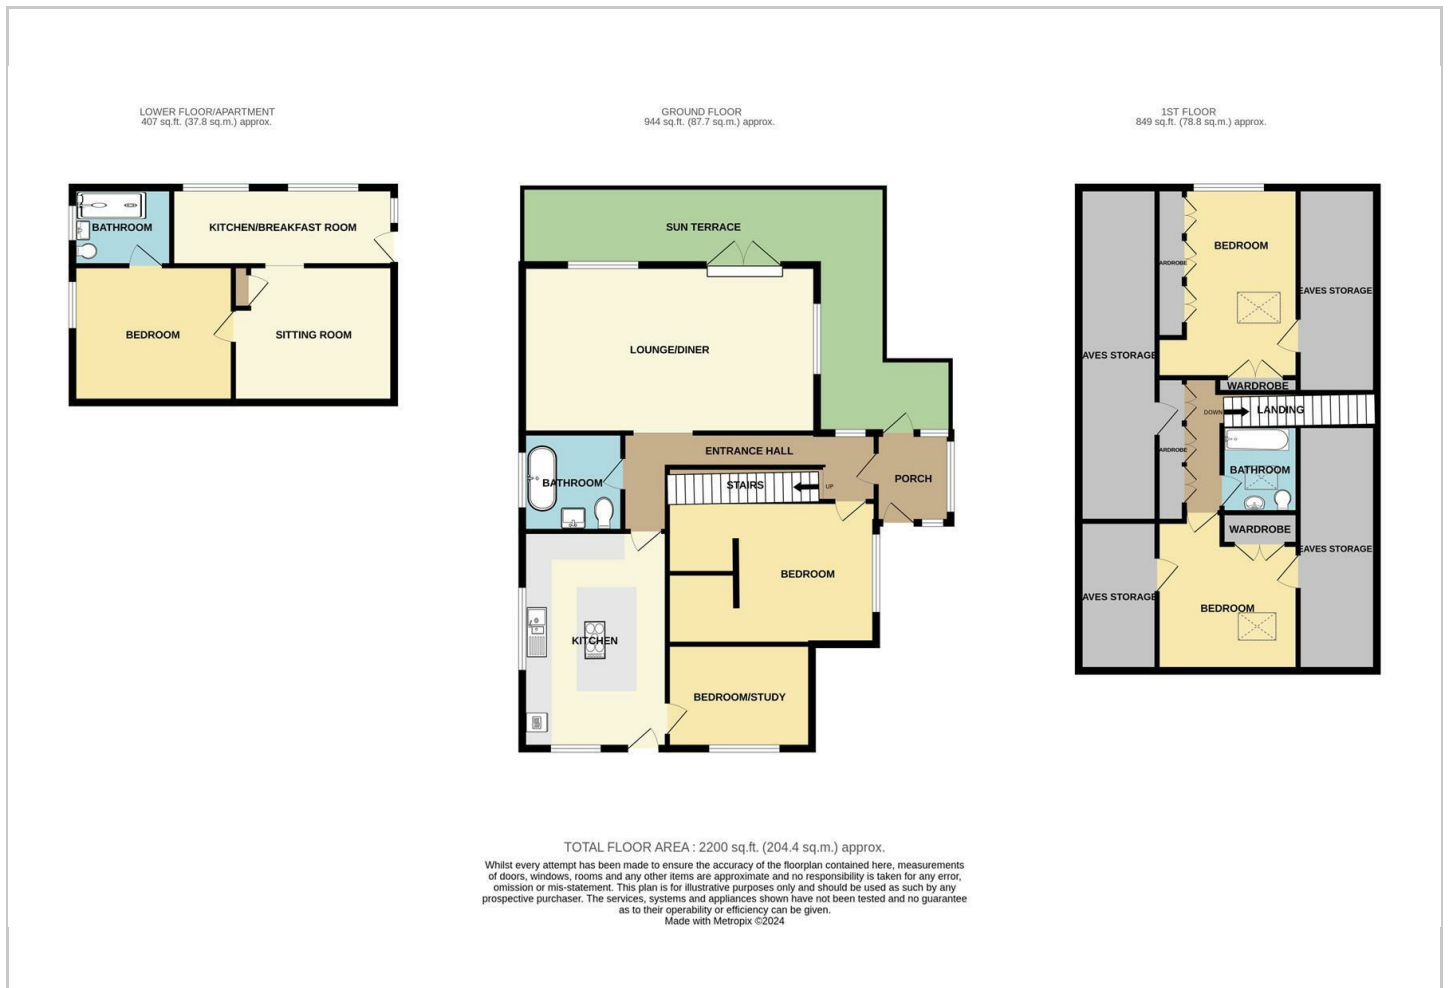 LOWER FLOOR/APARTMENT
407 sq.ft. (37.8 sq.m.) approx.
BATHROOM
KITCHEN/BREAKFAST ROOM
BEDROOM
SITTING ROOM
GROUND FLOOR
944 sq.ft. (87.7 sq.m.) approx.
SUN TERRACE
LOUNGE/DINER
ENTRANCE HALL
BATHROOM
STAIRS
UP
PORCH
BEDROOM
KITCHEN
BEDROOM/STUDY
1ST FLOOR
849 sq.ft. (78.8 sq.m.) approx.
BEDROOM
ARDROBE
EAVES STORAGE
AVES STORAGE
WARDROBE
DOWN
LANDING
ARDROBE
BATHROOM
WARDROBE
EAVES STORAGE
AVES STORAGE
BEDROOM
TOTAL FLOOR AREA : 2200 sq.ft. (204.4 sq.m.) approx.
Whilst every attempt has been made to ensure the accuracy of the floorplan contained here, measurements
of doors, windows, rooms and any other items are approximate and no responsibility is taken for any error,
omission or mis-statement. This plan is for illustrative purposes only and should be used as such by any
prospective purchaser. The services, systems and appliances shown have not been tested and no guarantee
as to their operability or efficiency can be given.
Made with Metropix ©2024